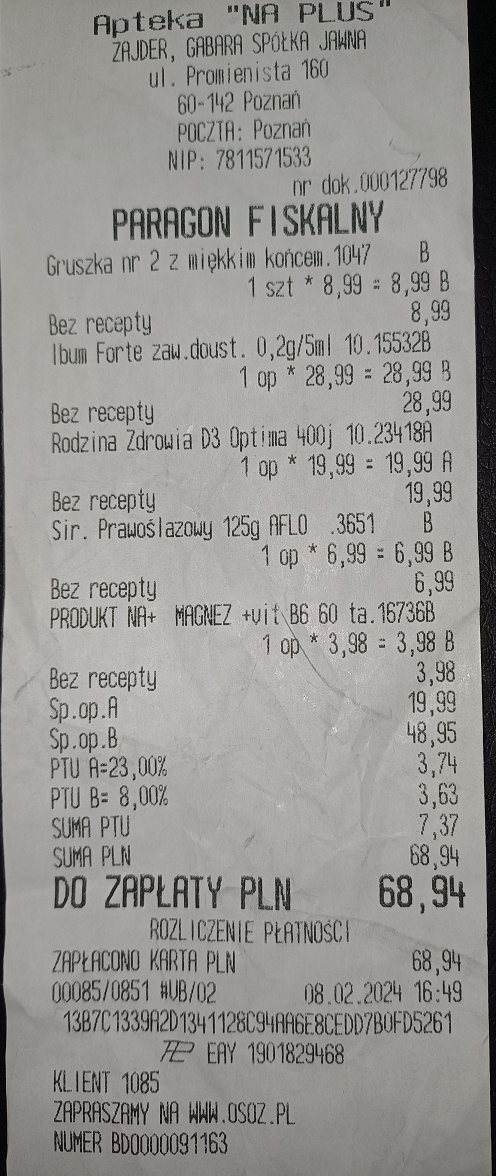 Apteka "NA PLUS"
ZAJDER, GABARA SPÓŁKA JAWNA
ul. Promienista 160
60-142 Poznań
POCZTA: Poznań
NIP: 7811571533
nr dok.000127798
PARAGON FISKALNY
Gruszka nr 2 z miękkim końcem.1047 B
1 szt * 8,99 = 8,99 B
8,99
Bez recepty
Ibum Forte zaw.doust. 0,2g/5ml 10.15532B
1 op * 28,99 = 28,99 B
28,99
Bez recepty
Rodzina Zdrowia D3 Optima 400j 10.23418A
1 op * 19,99 = 19,99 A
19,99
Bez recepty
Sir. Prawoślazowy 125g AFLO .3651 B
1 op * 6,99 = 6,99 B
6,99
Bez recepty
PRODUKT NA+ MAGNEZ +vit B6 60 ta.16736B
1 op * 3,98 = 3,98 B
3,98
Bez recepty
Sp.op.A 19,99
Sp.op.B 48,95
PTU A=23,00% 3,74
PTU B= 8,00% 3,63
SUMA PTU 7,37
SUMA PLN 68,94
DO ZAPŁATY PLN 68,94
ROZLICZENIE PŁATNOŚCI
ZAPŁACONO KARTA PLN 68,94
00085/0851 #UB/02 08.02.2024 16:49
13B7C1339A2D1341128C94AA6E8CEDD7B0FD5261
EAY 1901829468
KLIENT 1085
ZAPRASZAMY NA WWW.OSOZ.PL
NUMER BD0000091163